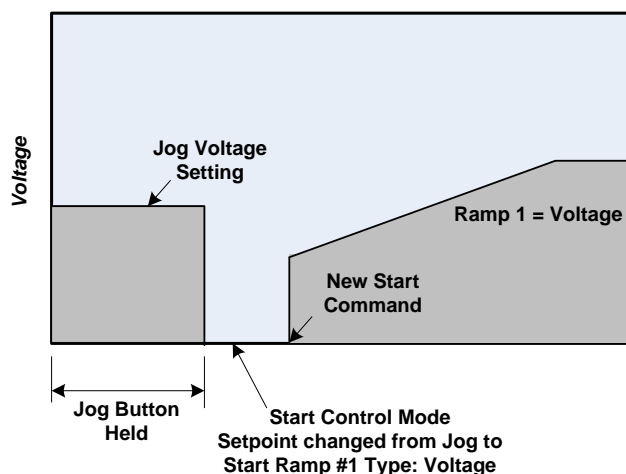 Voltage
Jog Voltage
Setting
Ramp 1 = Voltage
New Start
Command
Jog Button
Held
Start Control Mode
Setpoint changed from Jog to
Start Ramp #1 Type: Voltage